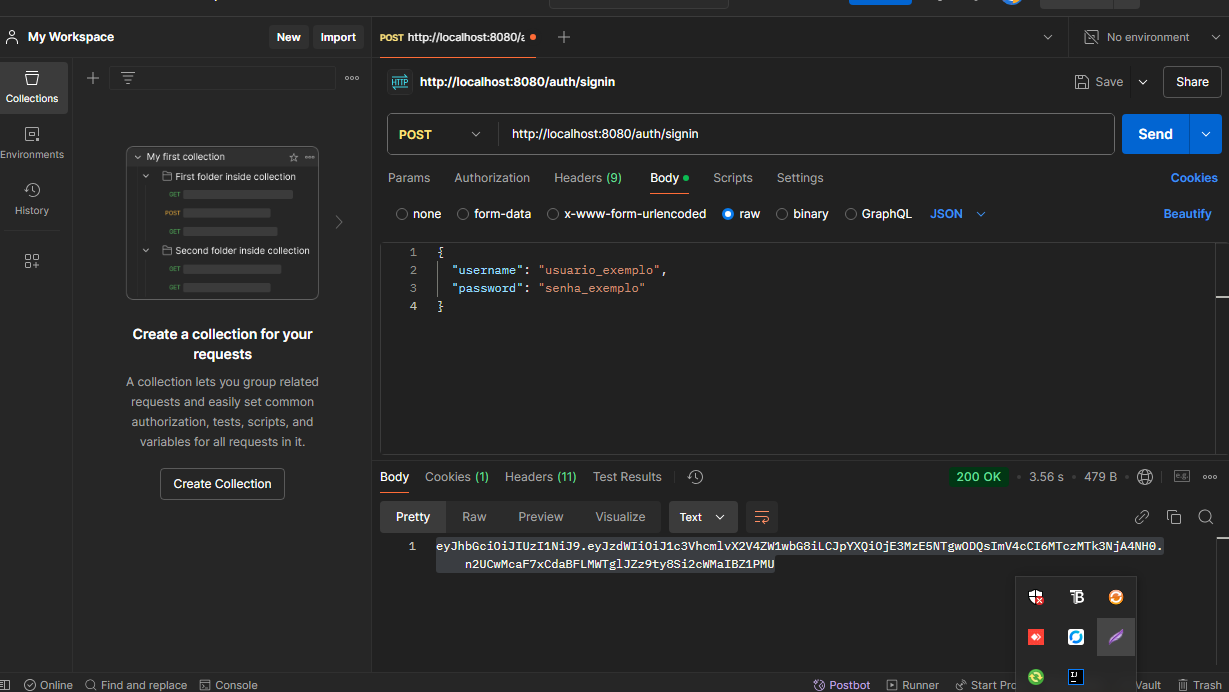 My Workspace
New
Import
POST http://localhost:8080/a
No environment
Collections
Environments
History
My first collection
First folder inside collection
GET
POST
GET
Second folder inside collection
GET
GET
Create a collection for your
requests
A collection lets you group related
requests and easily set common
authorization, tests, scripts, and
variables for all requests in it.
Create Collection
HTTP
http://localhost:8080/auth/signin
Save
Share
POST
http://localhost:8080/auth/signin
Send
Params
Authorization
Headers (9)
Body
Scripts
Settings
Cookies
none
form-data
x-www-form-urlencoded
raw
binary
GraphQL
JSON
Beautify
1 {
2 "username": "usuario_exemplo",
3 "password": "senha_exemplo"
4 }
Body
Cookies (1)
Headers (11)
Test Results
200 OK
3.56 s
479 B
e.g.
Pretty
Raw
Preview
Visualize
Text
1 eyJhbGciOiJIUzI1NiJ9.eyJzdWIiOiJ1c3VhcmlvX2V4ZW1wbG8iLCJpYXQiOjE3MzE5NTgwODQsImV4cCI6MTczMTk3NjA4NH0.
n2UCwMcaF7xCdaBFLMWTglJZz9ty8Si2cWMaIBZ1PMU
Online
Find and replace
Console
Postbot
Runner
Start Pro
Vault
Trash